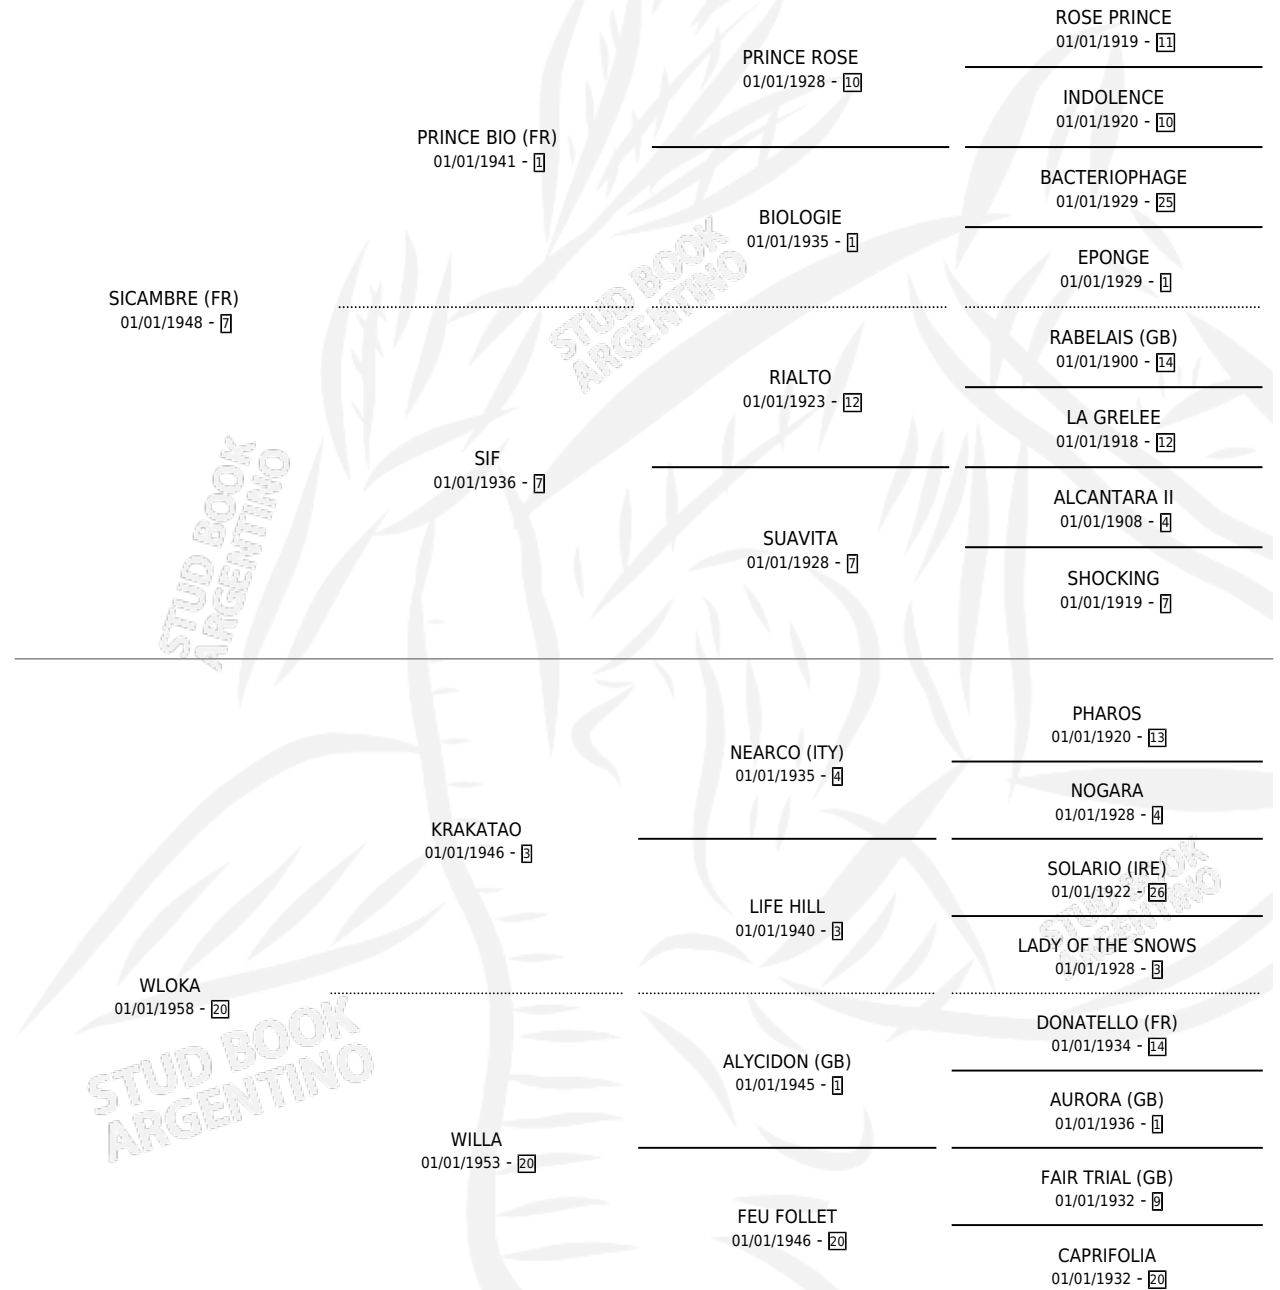 ROSE PRINCE
01/01/1919 - 11
PRINCE ROSE
01/01/1928 - 10
INDOLENCE
01/01/1920 - 10
PRINCE BIO (FR)
01/01/1941 - 1
BACTERIOPHAGE
01/01/1929 - 25
BIOLOGIE
01/01/1935 - 1
EPONGE
01/01/1929 - 1
SICAMBRE (FR)
01/01/1948 - 7
STUD BOOK
ARGENTINO
RABELAIS (GB)
01/01/1900 - 14
RIALTO
01/01/1923 - 12
LA GRELEE
01/01/1918 - 12
SIF
01/01/1936 - 7
ALCANTARA II
01/01/1908 - 4
SUAVITA
01/01/1928 - 7
SHOCKING
01/01/1919 - 7
STUD BOOK
ARGENTINO
PHAROS
01/01/1920 - 13
NEARCO (ITY)
01/01/1935 - 4
NOGARA
01/01/1928 - 4
KRAKATAO
01/01/1946 - 3
SOLARIO (IRE)
01/01/1922 - 26
LIFE HILL
01/01/1940 - 3
STUD BOOK
ARGENTINO
LADY OF THE SNOWS
01/01/1928 - 3
WLOKA
01/01/1958 - 20
STUD BOOK
ARGENTINO
DONATELLO (FR)
01/01/1934 - 14
ALYCIDON (GB)
01/01/1945 - 1
AURORA (GB)
01/01/1936 - 1
WILLA
01/01/1953 - 20
FAIR TRIAL (GB)
01/01/1932 - 9
FEU FOLLET
01/01/1946 - 20
CAPRIFOLIA
01/01/1932 - 20